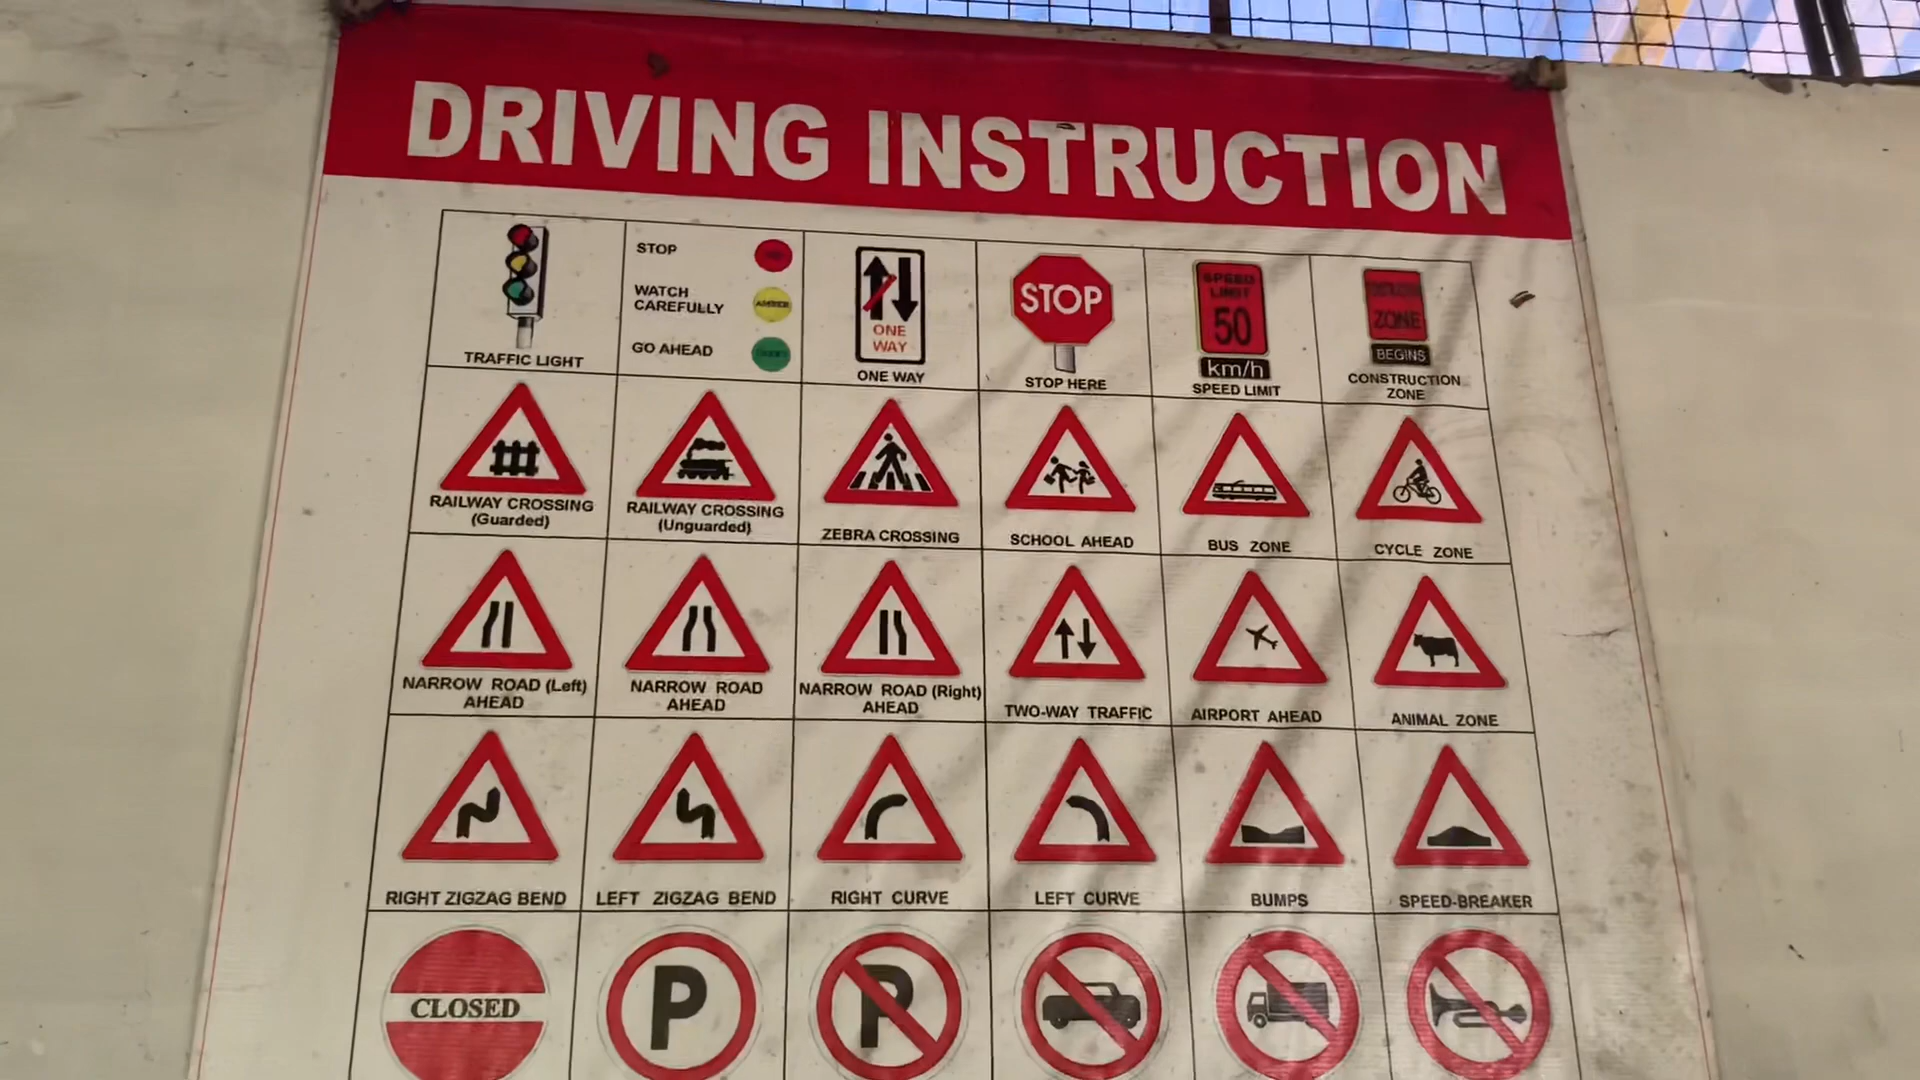 DRIVING INSTRUCTION
STOP
WATCH
CAREFULLY
AMBER
GO AHEAD
TRAFFIC LIGHT
ONE
WAY
ONE WAY
STOP
STOP HERE
SPEED
LIMIT
50
km/h
SPEED LIMIT
ZONE
BEGINS
CONSTRUCTION
ZONE
RAILWAY CROSSING
(Guarded)
RAILWAY CROSSING
(Unguarded)
ZEBRA CROSSING
SCHOOL AHEAD
BUS ZONE
CYCLE ZONE
NARROW ROAD (Left)
AHEAD
NARROW ROAD
AHEAD
NARROW ROAD (Right)
AHEAD
TWO-WAY TRAFFIC
AIRPORT AHEAD
ANIMAL ZONE
RIGHT ZIGZAG BEND
LEFT ZIGZAG BEND
RIGHT CURVE
LEFT CURVE
BUMPS
SPEED-BREAKER
CLOSED
P
P